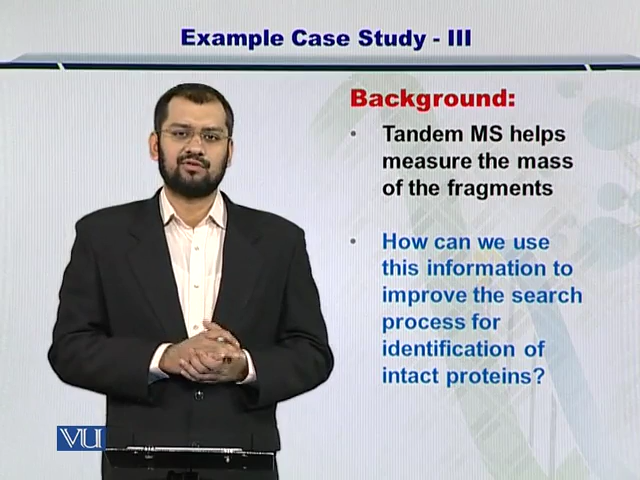 Example Case Study - III
Background:
• Tandem MS helps
measure the mass
of the fragments
• How can we use
this information to
improve the search
process for
identification of
intact proteins?
VU